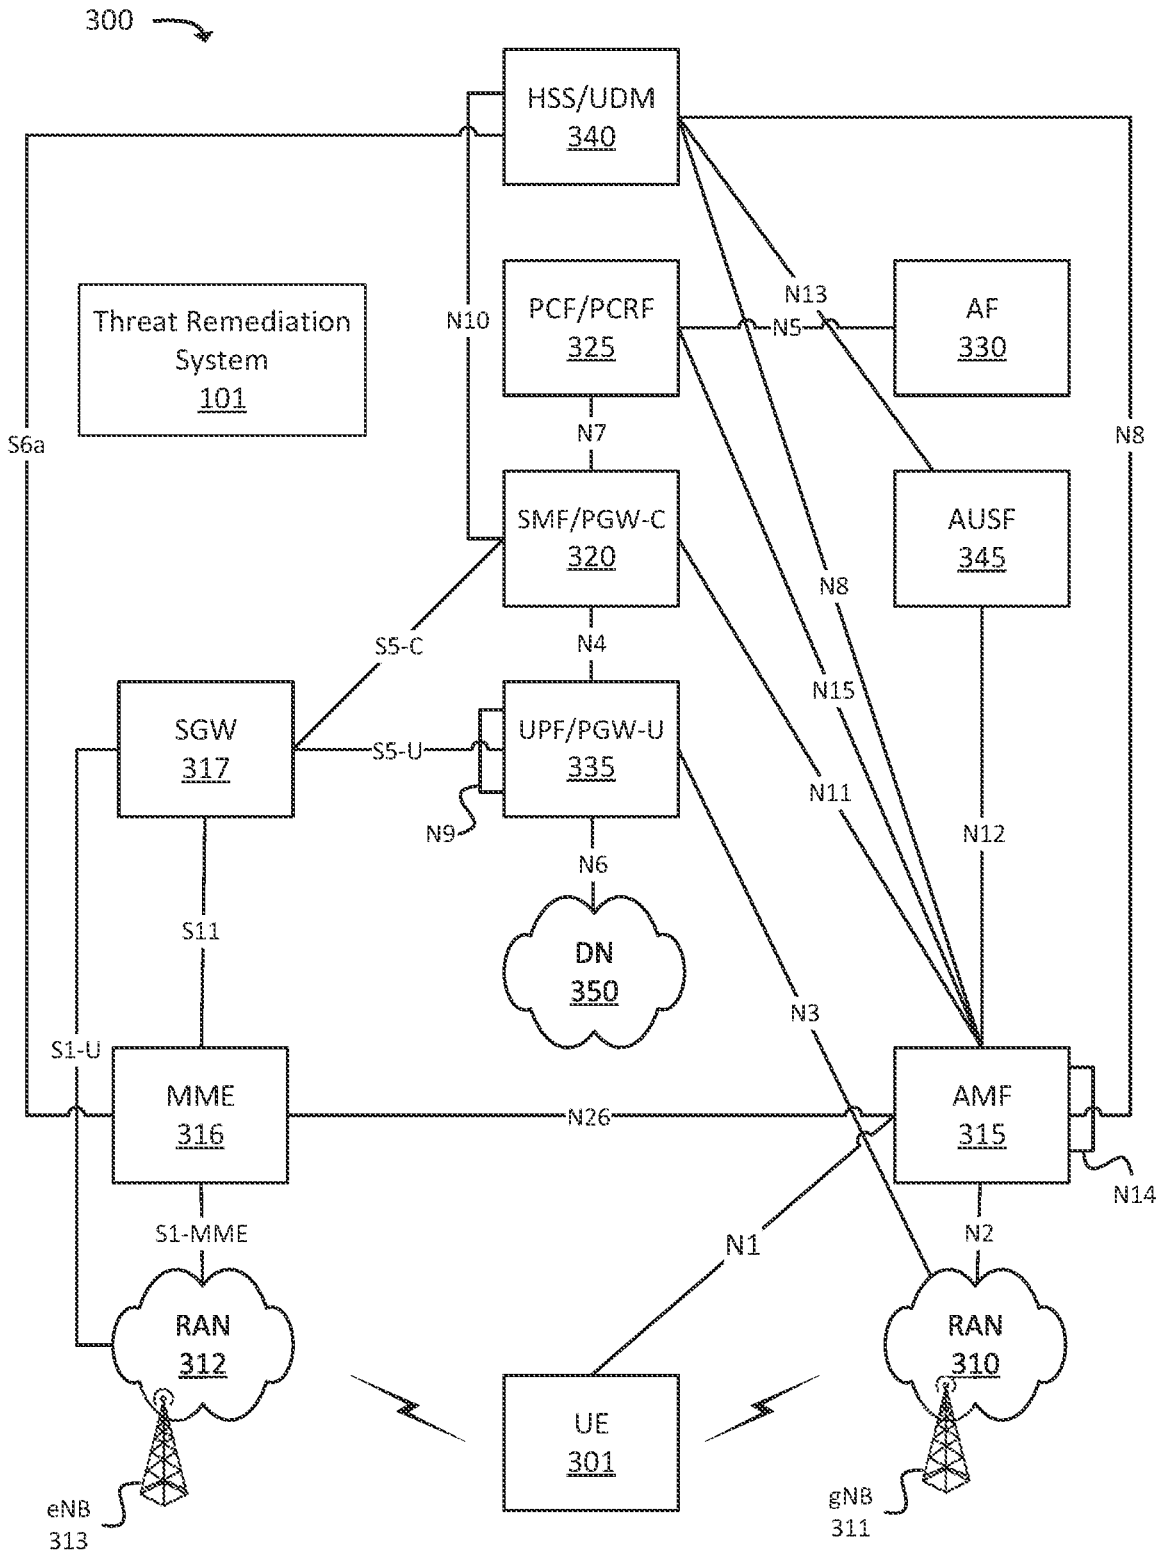 300
HSS/UDM
340
N13
PCF/PCRF
325
N5
AF
330
Threat Remediation
System
101
N10
S6a
N7
N8
SMF/PGW-C
320
AUSF
345
N8
S5-C
N4
N15
SGW
317
S5-U
UPF/PGW-U
335
N11
N9
N12
N6
S11
DN
350
N3
S1-U
MME
316
N26
AMF
315
N14
S1-MME
N1
N2
RAN
312
RAN
310
UE
301
eNB
313
gNB
311